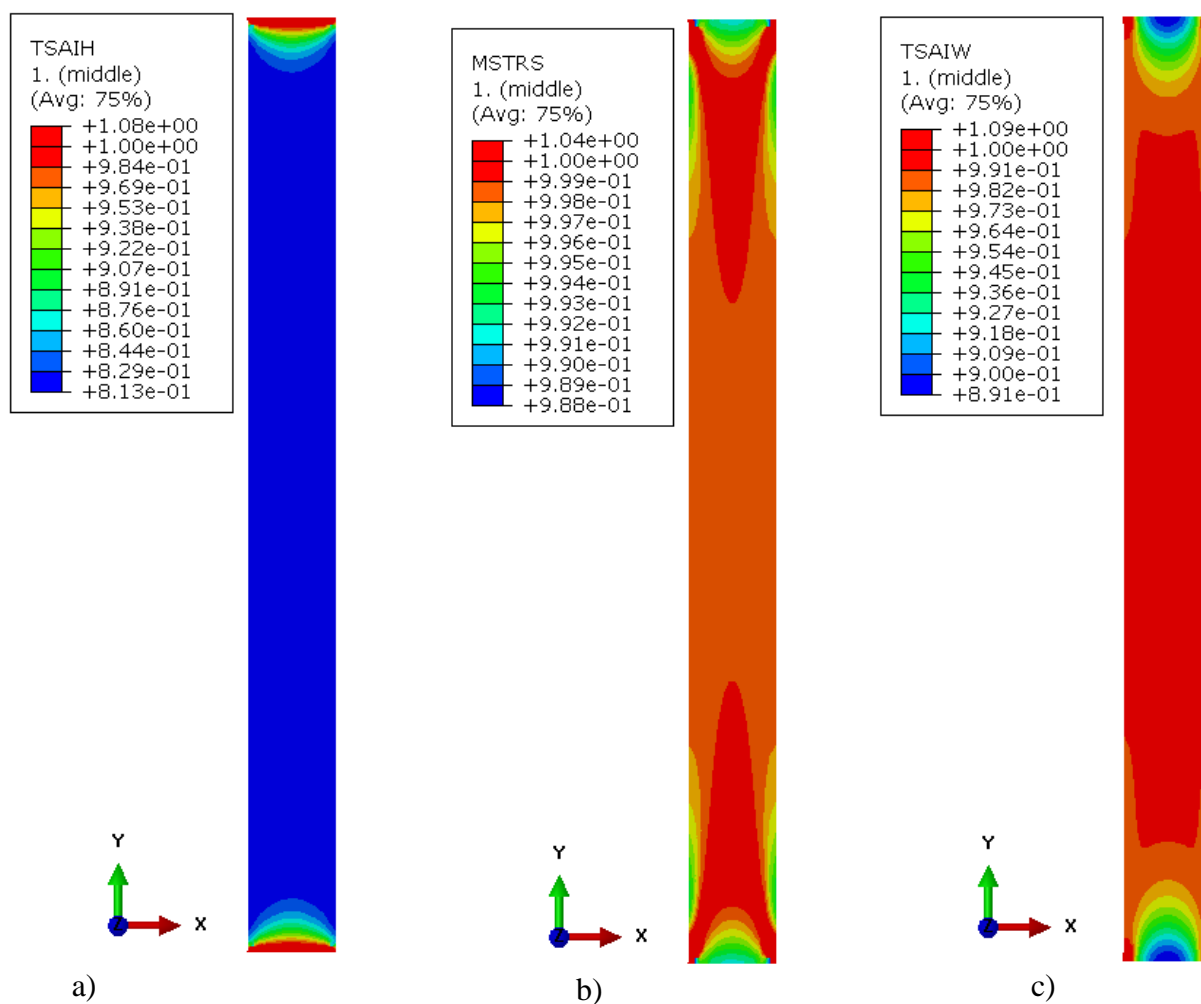 TSAIH
1. (middle)
(Avg: 75%)
+1.08e+00
+1.00e+00
+9.84e-01
+9.69e-01
+9.53e-01
+9.38e-01
+9.22e-01
+9.07e-01
+8.91e-01
+8.76e-01
+8.60e-01
+8.44e-01
+8.29e-01
+8.13e-01
Y
Z
X
a)
MSTRS
1. (middle)
(Avg: 75%)
+1.04e+00
+1.00e+00
+9.99e-01
+9.98e-01
+9.97e-01
+9.96e-01
+9.95e-01
+9.94e-01
+9.93e-01
+9.92e-01
+9.91e-01
+9.90e-01
+9.89e-01
+9.88e-01
Y
Z
X
b)
TSAIW
1. (middle)
(Avg: 75%)
+1.09e+00
+1.00e+00
+9.91e-01
+9.82e-01
+9.73e-01
+9.64e-01
+9.54e-01
+9.45e-01
+9.36e-01
+9.27e-01
+9.18e-01
+9.09e-01
+9.00e-01
+8.91e-01
Y
Z
X
c)